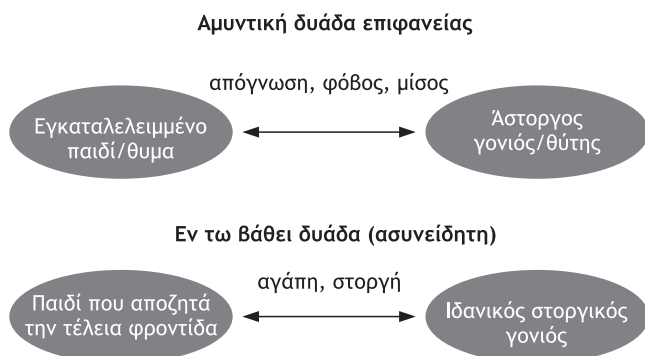 Αμυντική δυάδα επιφανείας
απόγνωση, φόβος, μίσος
Εγκαταλελειμμένο
παιδί/θυμα
Άστοργος
γονιός/θύτης
Εν τω βάθει δυάδα (ασυνείδητη)
αγάπη, στοργή
Παιδί που αποζητά
την τέλεια φροντίδα
Ιδανικός στοργικός
γονιός